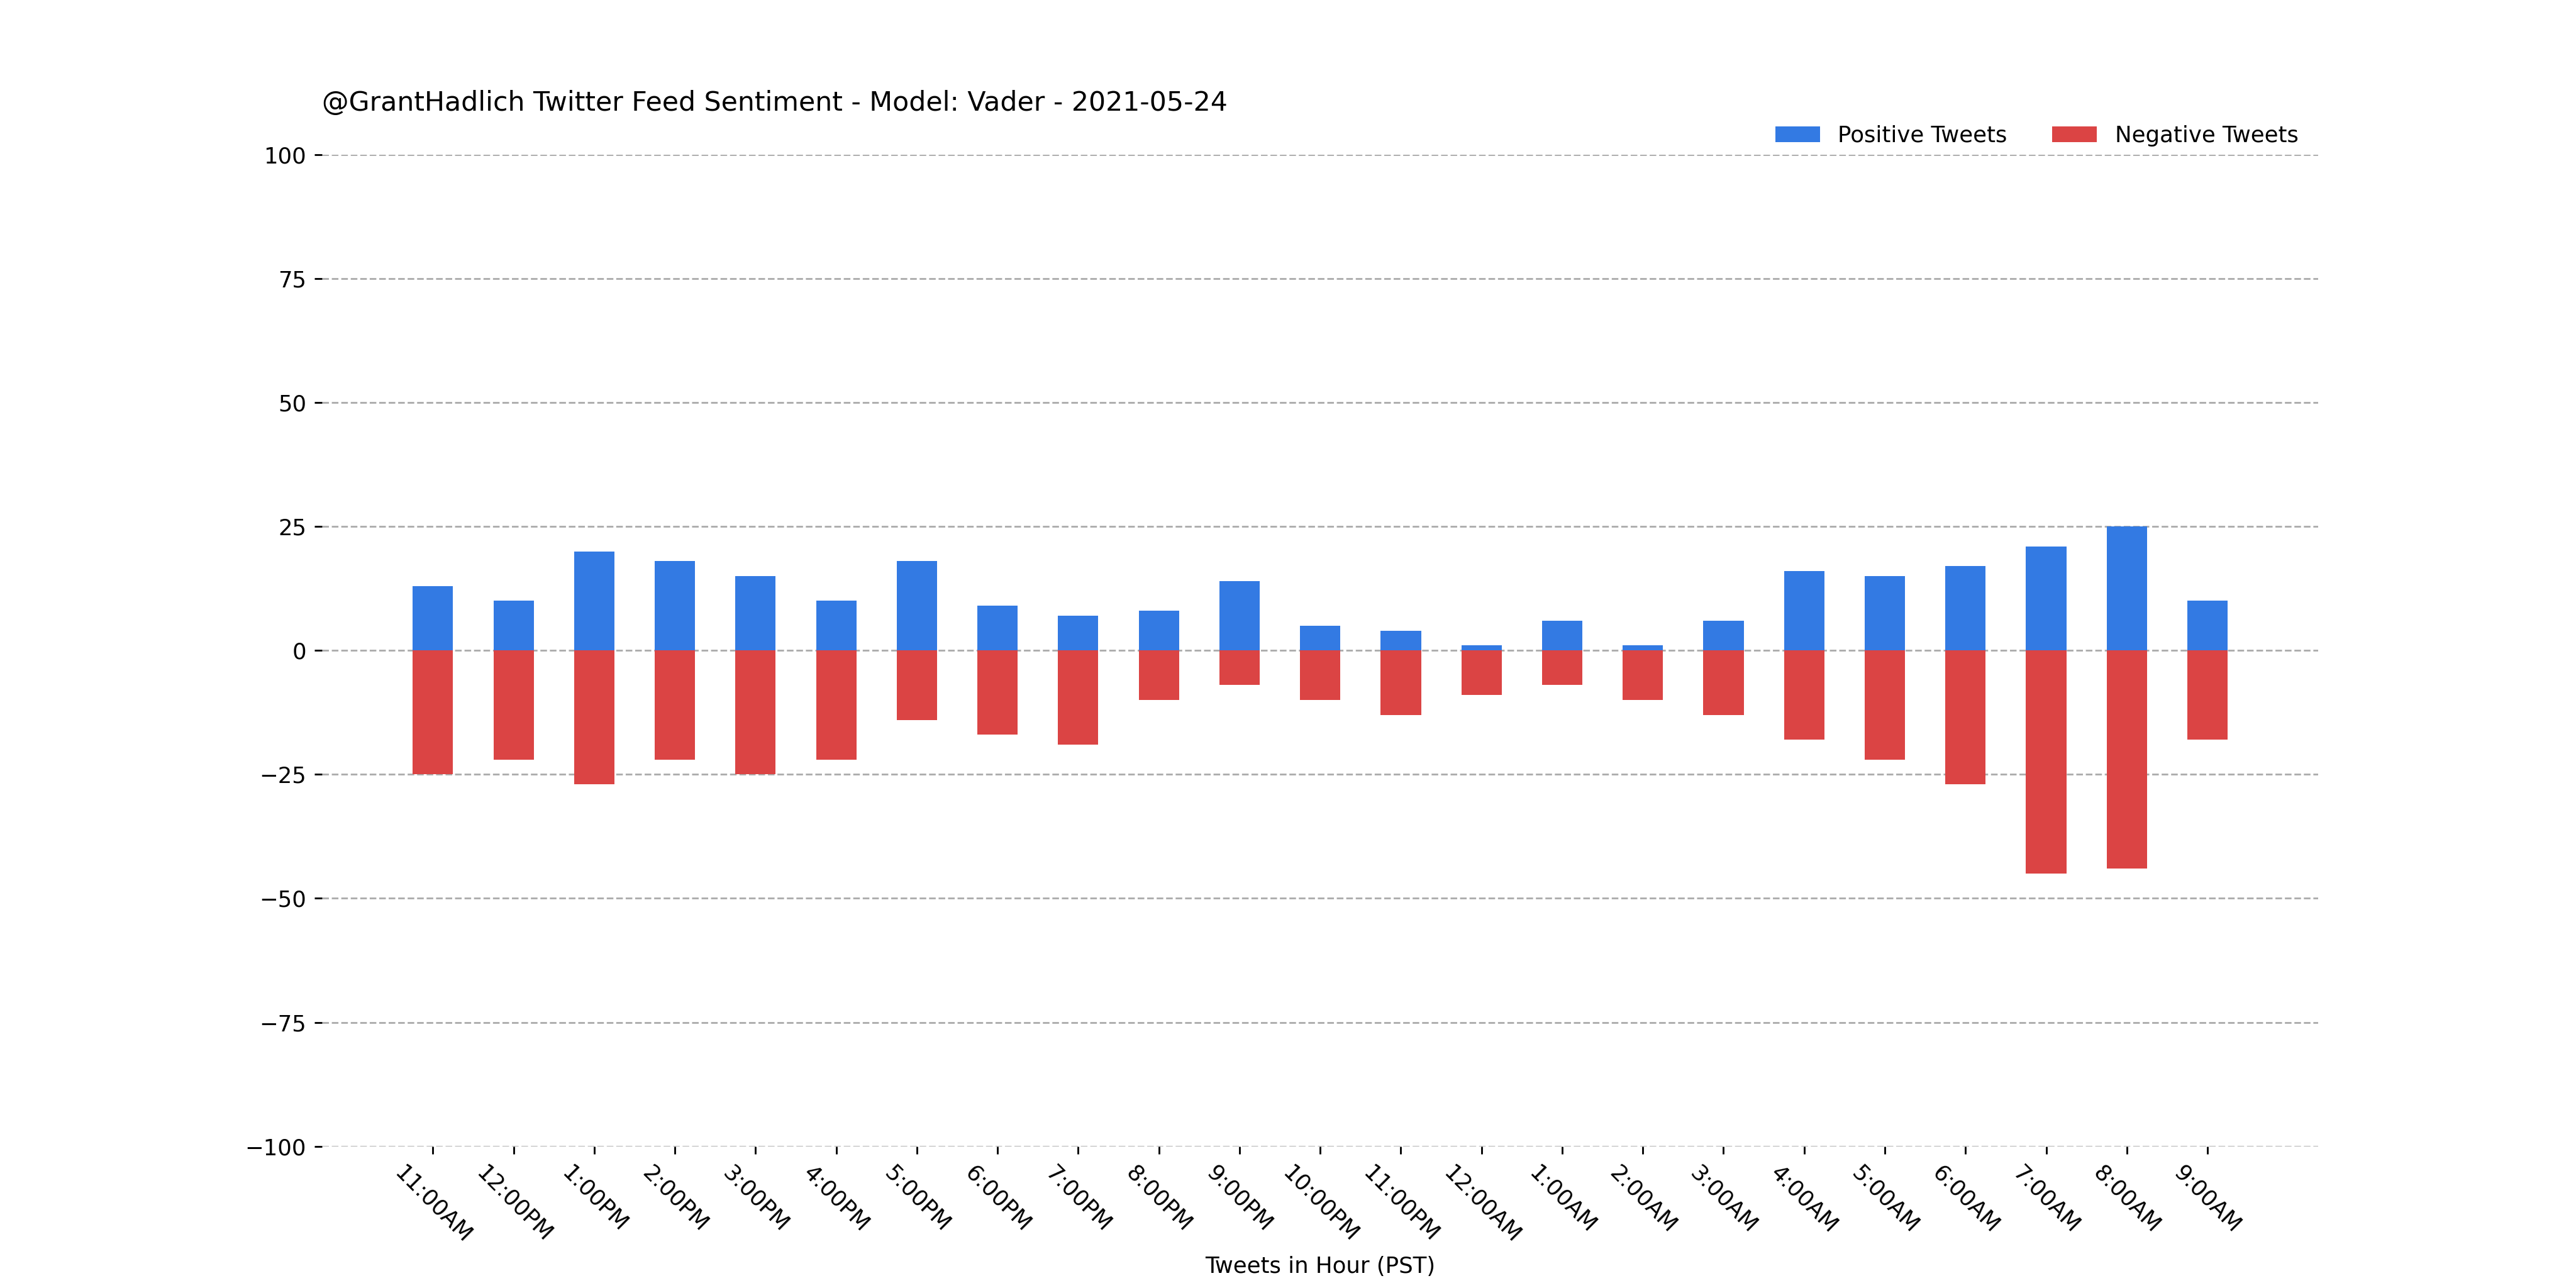 @GrantHadlich Twitter Feed Sentiment - Model: Vader - 2021-05-24
Positive Tweets
Negative Tweets
100
75
50
25
0
−25
−50
−75
−100
11:00AM
12:00PM
1:00PM
2:00PM
3:00PM
4:00PM
5:00PM
6:00PM
7:00PM
8:00PM
9:00PM
10:00PM
11:00PM
12:00AM
1:00AM
2:00AM
3:00AM
4:00AM
5:00AM
6:00AM
7:00AM
8:00AM
9:00AM
Tweets in Hour (PST)